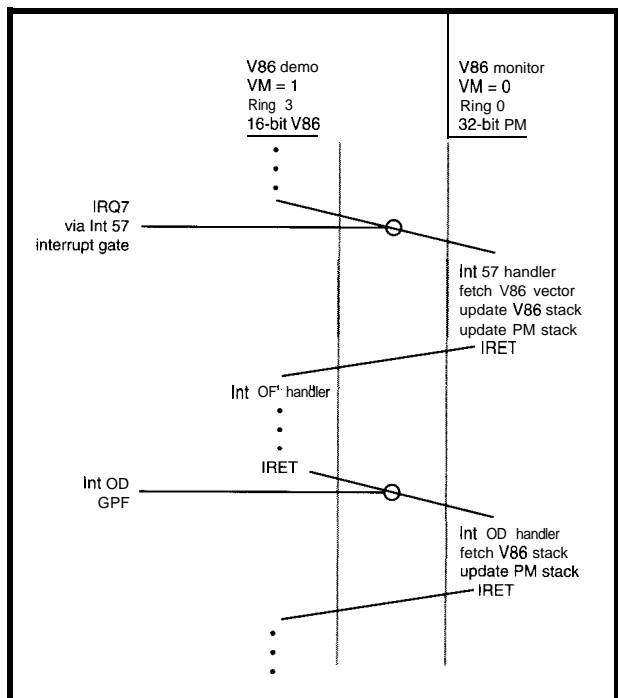 V86 demo
VM = 1
Ring 3
16-bit V86
V86 monitor
VM = 0
Ring 0
32-bit PM
IRQ7
via Int 57
interrupt gate
Int 57 handler
fetch V86 vector
update V86 stack
update PM stack
IRET
Int OF' handler
IRET
Int OD
GPF
Int OD handler
fetch V86 stack
update PM stack
IRET